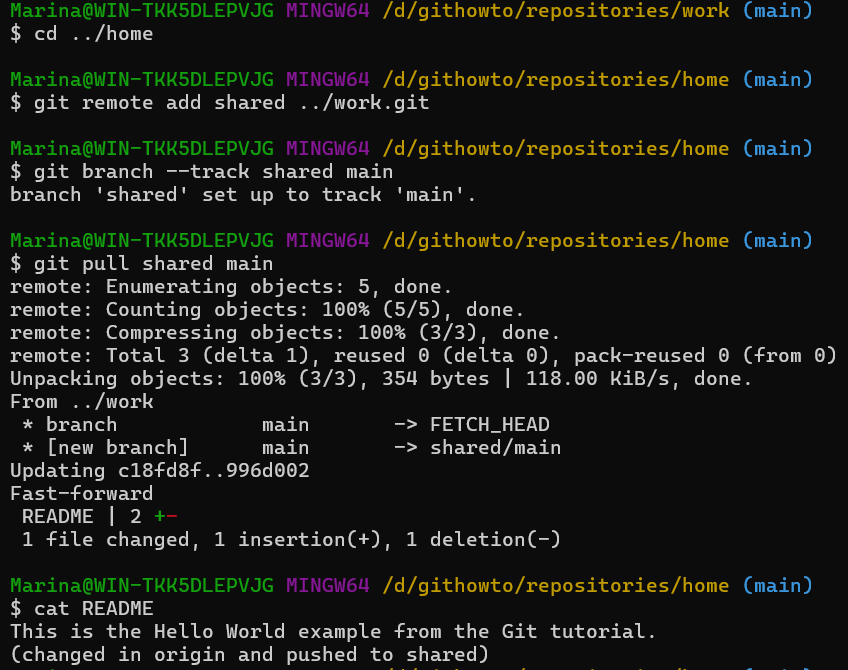 Marina@WIN-TKK5DLEPVJG MINGW64 /d/githowto/repositories/work (main)
$ cd ../home
Marina@WIN-TKK5DLEPVJG MINGW64 /d/githowto/repositories/home (main)
$ git remote add shared ../work.git
Marina@WIN-TKK5DLEPVJG MINGW64 /d/githowto/repositories/home (main)
$ git branch --track shared main
branch 'shared' set up to track 'main'.
Marina@WIN-TKK5DLEPVJG MINGW64 /d/githowto/repositories/home (main)
$ git pull shared main
remote: Enumerating objects: 5, done.
remote: Counting objects: 100% (5/5), done.
remote: Compressing objects: 100% (3/3), done.
remote: Total 3 (delta 1), reused 0 (delta 0), pack-reused 0 (from 0)
Unpacking objects: 100% (3/3), 354 bytes | 118.00 KiB/s, done.
From ../work
 * branch            main       -> FETCH_HEAD
 * [new branch]      main       -> shared/main
Updating c18fd8f..996d002
Fast-forward
 README | 2 +-
 1 file changed, 1 insertion(+), 1 deletion(-)
Marina@WIN-TKK5DLEPVJG MINGW64 /d/githowto/repositories/home (main)
$ cat README
This is the Hello World example from the Git tutorial.
(changed in origin and pushed to shared)